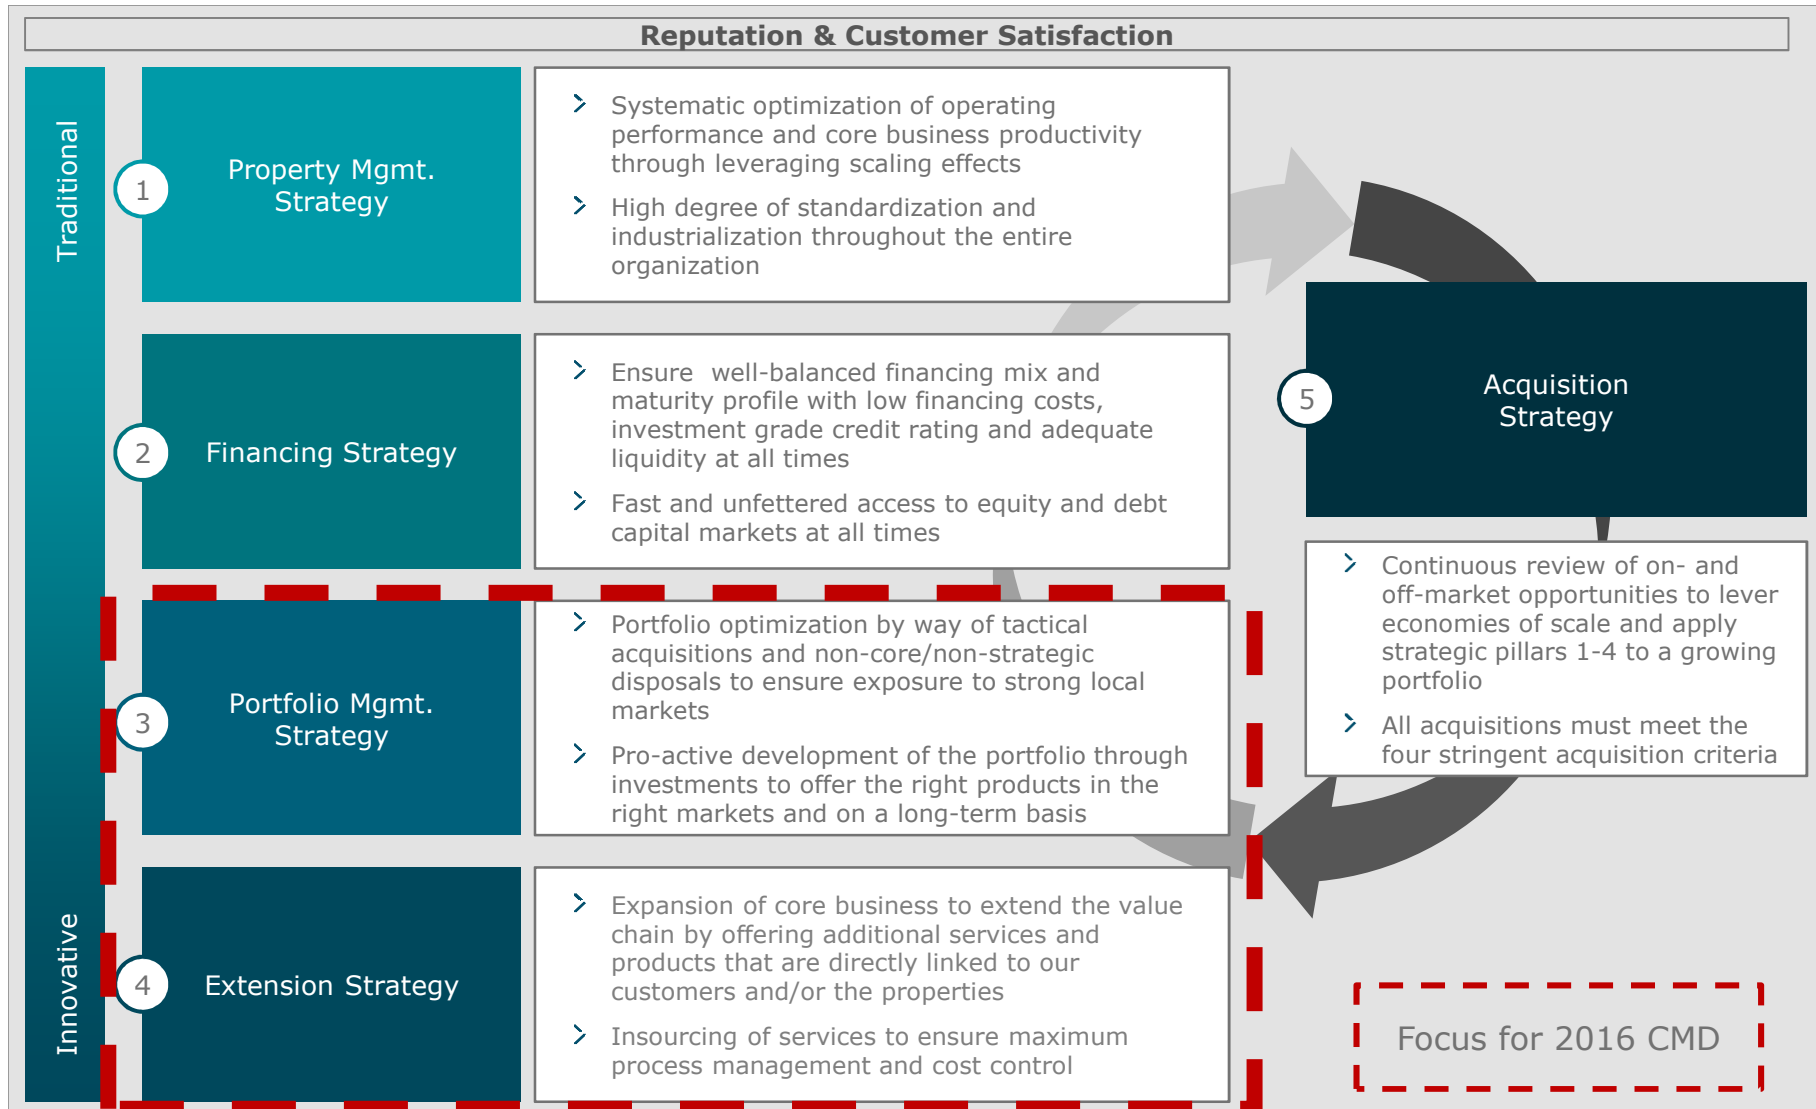 Reputation & Customer Satisfaction
Traditional
1
Property Mgmt.
Strategy
Systematic optimization of operating
performance and core business productivity
through leveraging scaling effects
High degree of standardization and
industrialization throughout the entire
organization
2
Financing Strategy
Ensure well-balanced financing mix and
maturity profile with low financing costs,
investment grade credit rating and adequate
liquidity at all times
Fast and unfettered access to equity and debt
capital markets at all times
3
Portfolio Mgmt.
Strategy
Portfolio optimization by way of tactical
acquisitions and non-core/non-strategic
disposals to ensure exposure to strong local
markets
Pro-active development of the portfolio through
investments to offer the right products in the
right markets and on a long-term basis
Innovative
4
Extension Strategy
Expansion of core business to extend the value
chain by offering additional services and
products that are directly linked to our
customers and/or the properties
Insourcing of services to ensure maximum
process management and cost control
5
Acquisition
Strategy
Continuous review of on- and
off-market opportunities to lever
economies of scale and apply
strategic pillars 1-4 to a growing
portfolio
All acquisitions must meet the
four stringent acquisition criteria
Focus for 2016 CMD